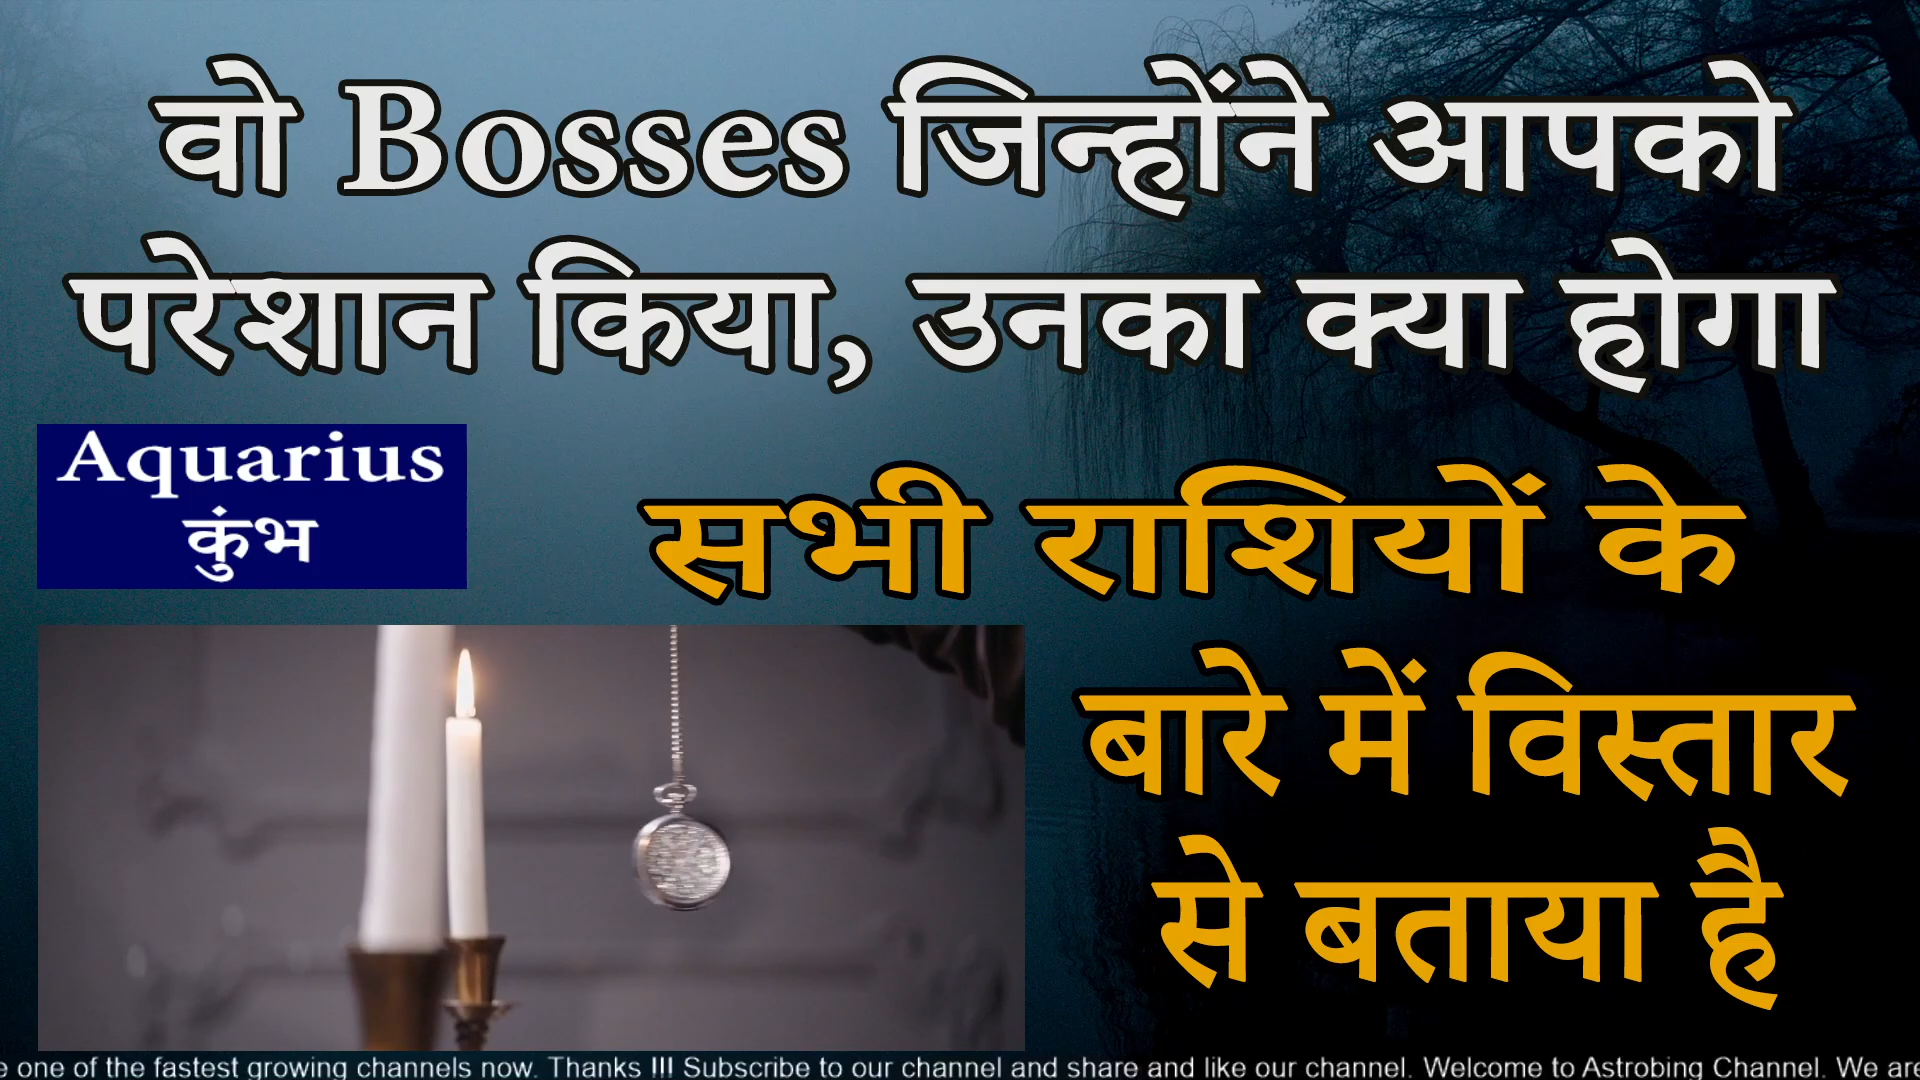 वो Bosses जिन्होंने आपको
परेशान किया, उनका क्या होगा
Aquarius
कुंभ
सभी राशियों के
बारे में विस्तार
से बताया है
e one of the fastest growing channels now. Thanks !!! Subscribe to our channel and share and like our channel. Welcome to Astrobing Channel. We are